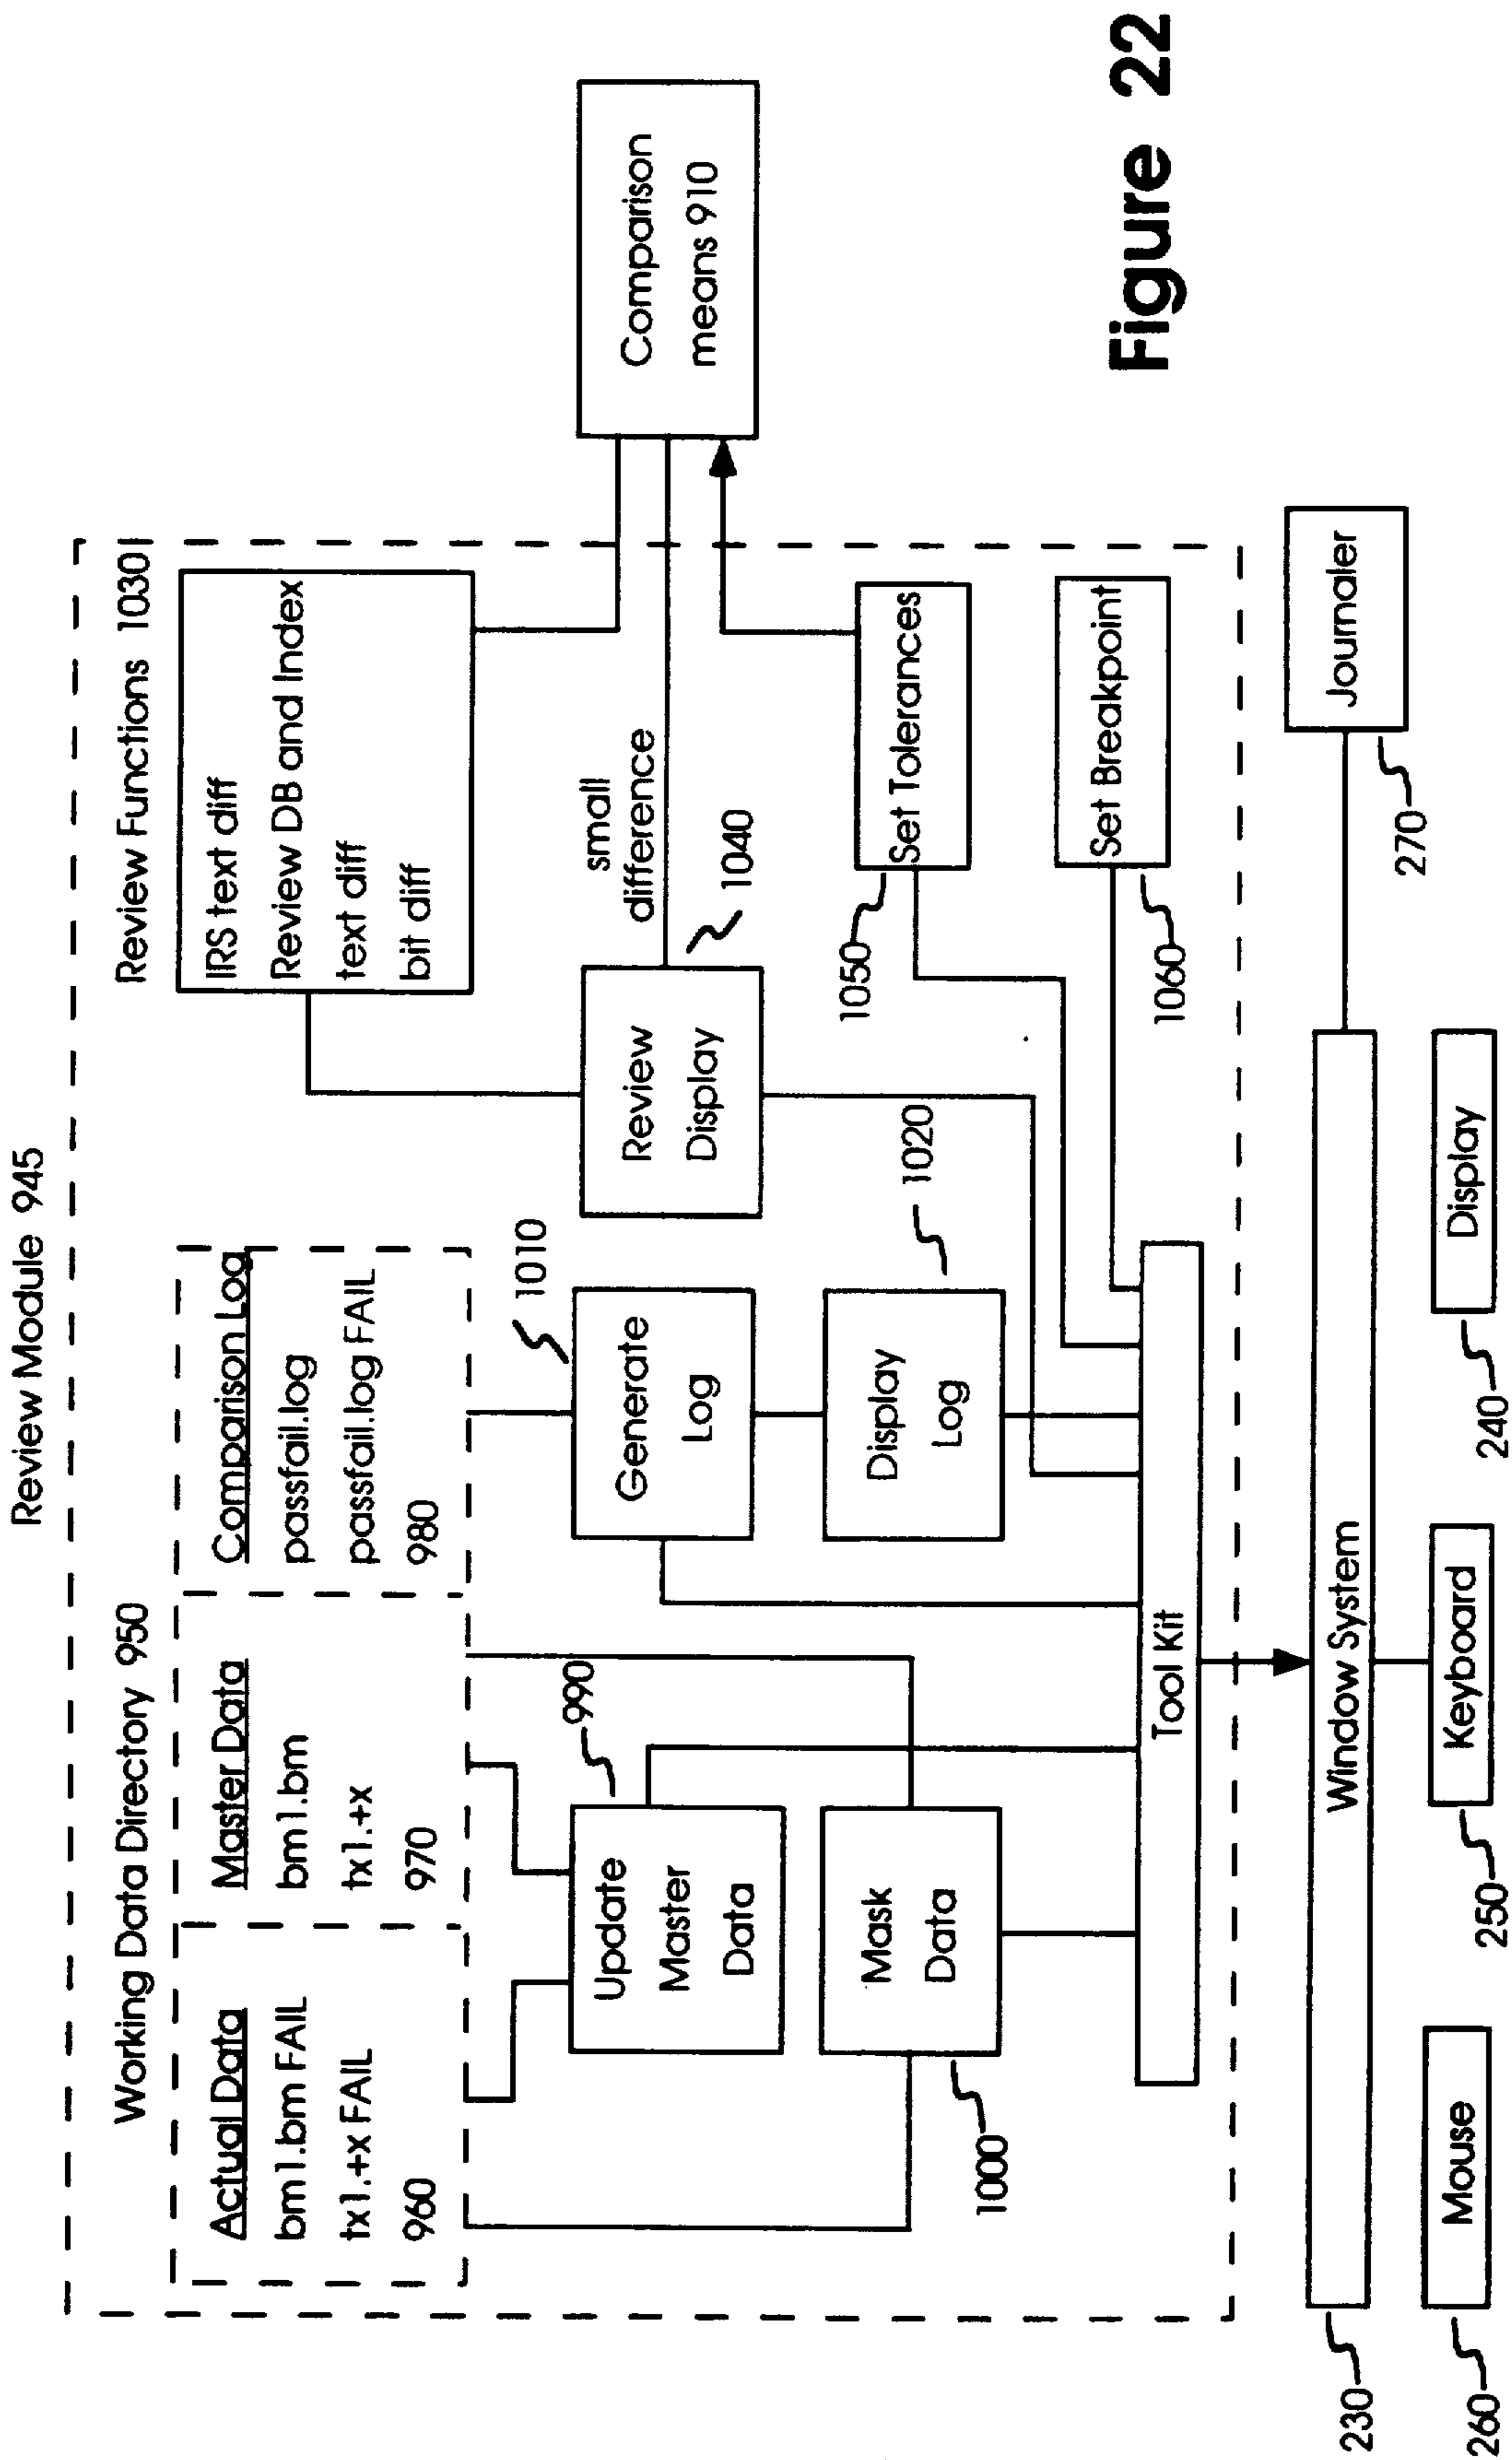 Review Module 945
Working Data Directory 950
Review Functions 1030
Actual Data
bm1.bm FAIL
tx1.+x FAIL
960
Master Data
bm1.bm
tx1.+x
970
Comparison Log
passfail.log
passfail.log FAIL
980
IRS text diff
Review DB and Index
text diff
bit diff
Update
Master
Data
990
Mask
Data
1000
Generate
Log
1010
Display
Log
1020
Review
Display
1040
small
difference
Comparison
means 910
Set Tolerances
1050
Set Breakpoint
1060
Tool Kit
Window System
230
Journaler
270
Mouse
260
Keyboard
250
Display
240
Figure 22